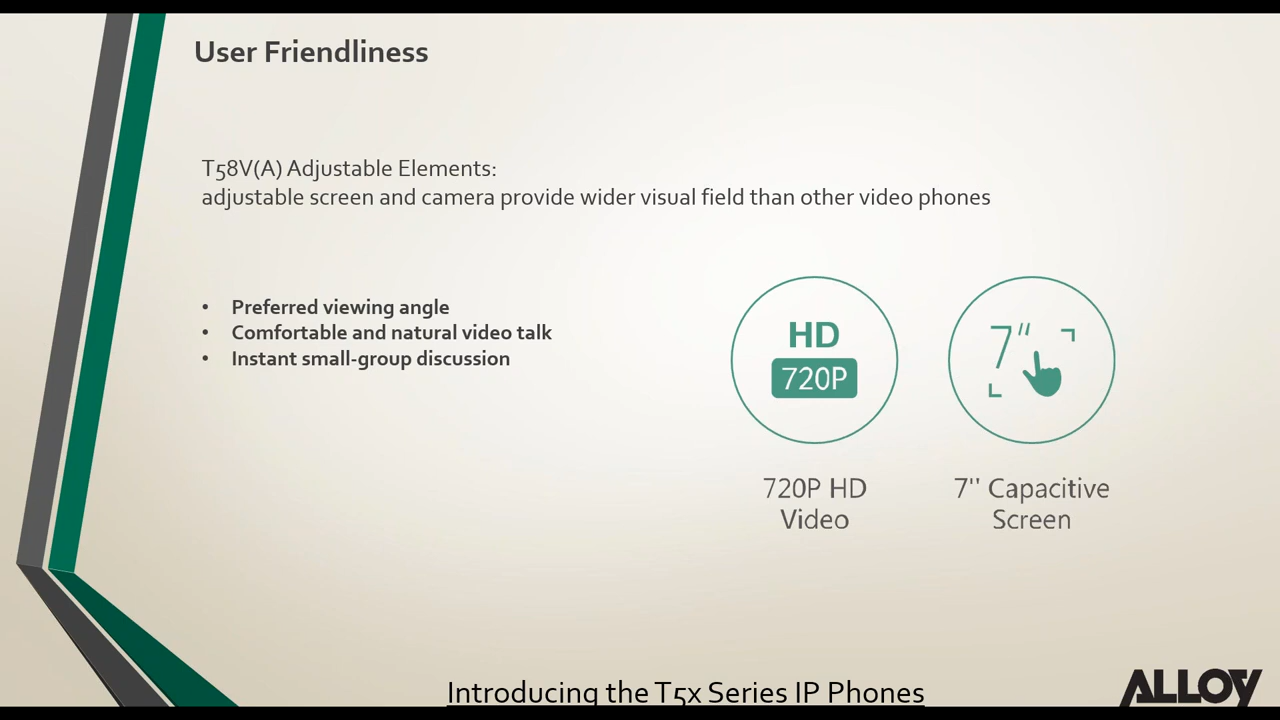 User Friendliness
T58V(A) Adjustable Elements:
adjustable screen and camera provide wider visual field than other video phones
• Preferred viewing angle
• Comfortable and natural video talk
• Instant small-group discussion
HD
720P
7"
720P HD
Video
7'' Capacitive
Screen
Introducing the T5x Series IP Phones
ALLOY